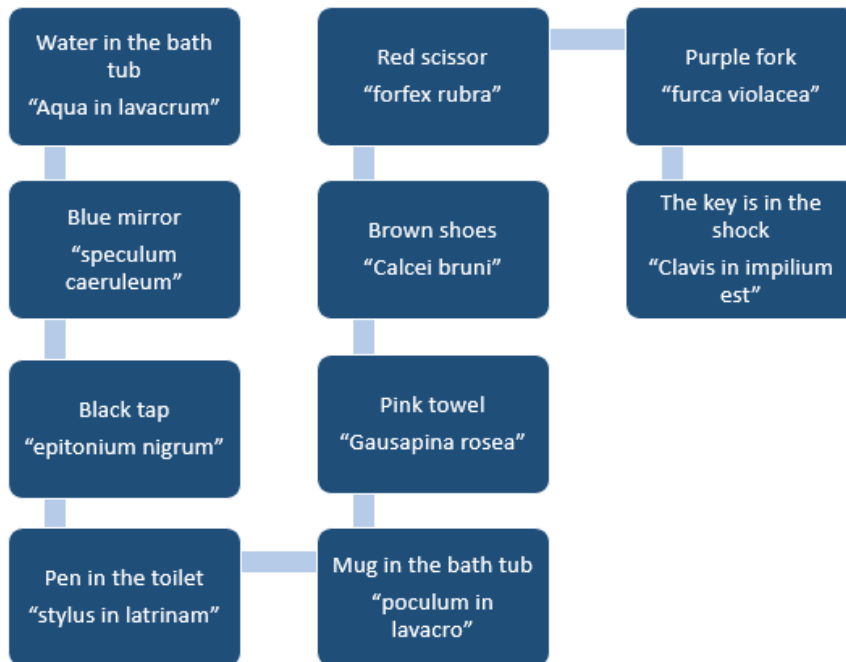 Water in the bath
tub
“Aqua in lavacrum”
Blue mirror
“speculum
caeruleum”
Black tap
“epitonium nigrum”
Pen in the toilet
“stylus in latrinam”
Mug in the bath tub
“poculum in
lavacro”
Pink towel
“Gausapina rosea”
Brown shoes
“Calcei bruni”
Red scissor
“forfex rubra”
Purple fork
“furca violacea”
The key is in the
shock
“Clavis in impilium
est”